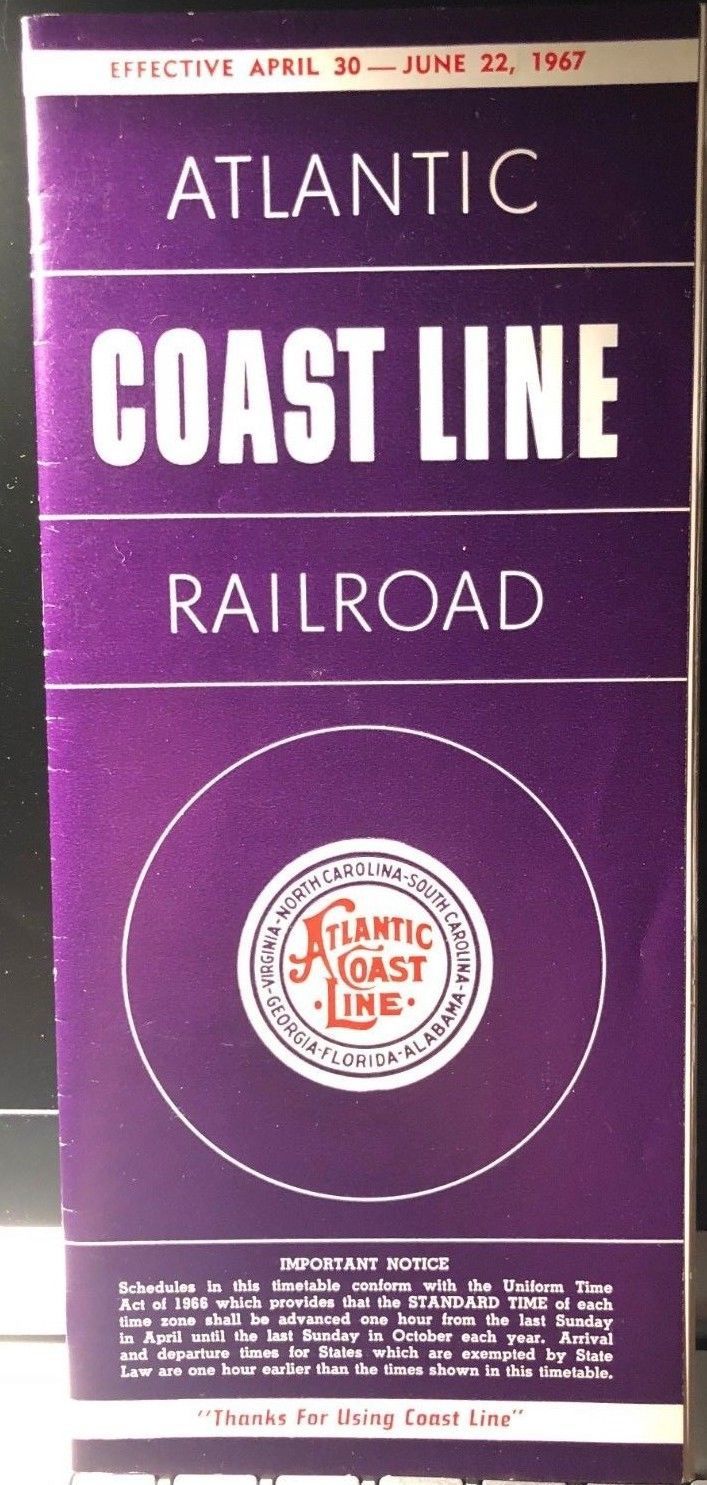 EFFECTIVE APRIL 30 — JUNE 22, 1967
ATLANTIC
COAST LINE
RAILROAD
VIRGINIA-NORTH CAROLINA-SOUTH CAROLINA-
GEORGIA-FLORIDA-ALABAMA-
ATLANTIC
COAST
·LINE·
IMPORTANT NOTICE
Schedules in this timetable conform with the Uniform Time
Act of 1966 which provides that the STANDARD TIME of each
time zone shall be advanced one hour from the last Sunday
in April until the last Sunday in October each year. Arrival
and departure times for States which are exempted by State
Law are one hour earlier than the times shown in this timetable.
"Thanks For Using Coast Line"